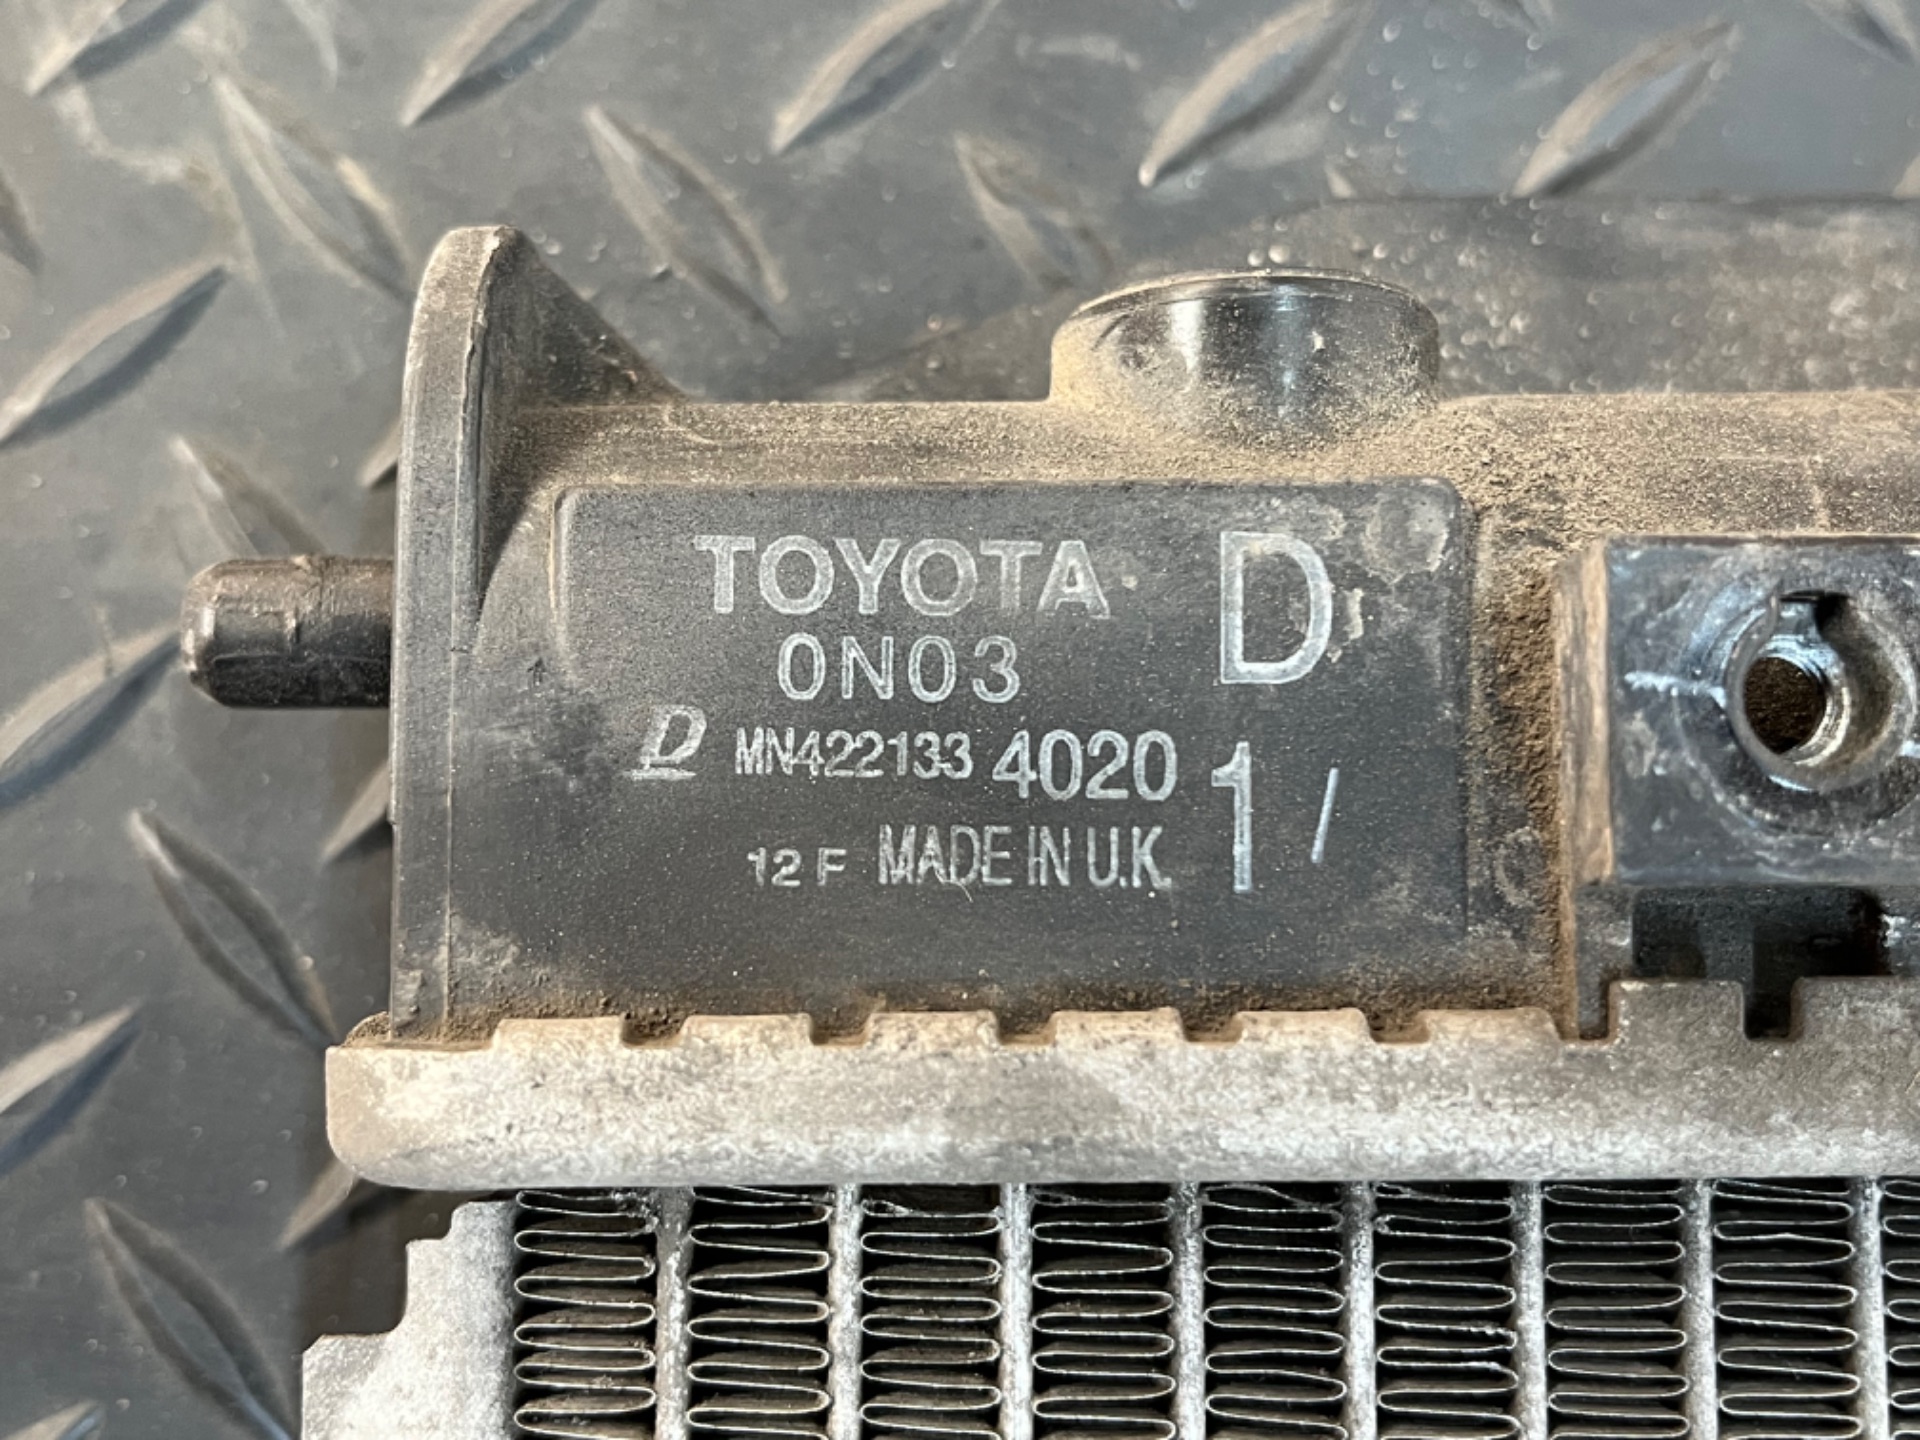 TOYOTA D
0N03
D MN422133 4020 1/
12 F MADE IN U.K.